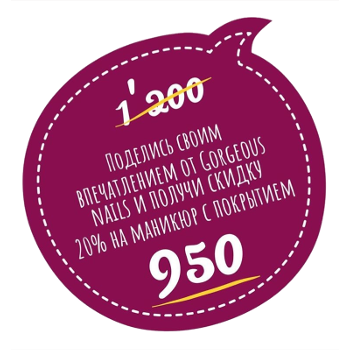 1'200
Поделись своим
впечатлением от Gorgeous
nails и получи скидку
20% на маникюр с покрытием
950